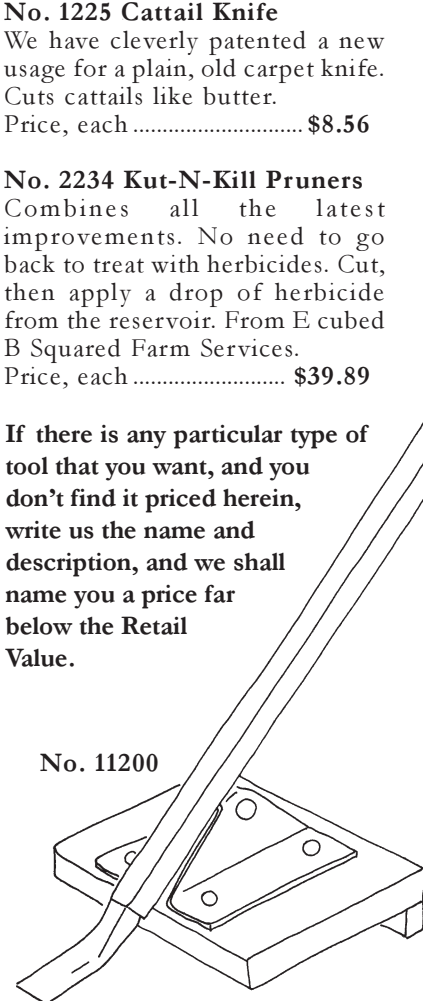 No. 1225 Cattail Knife
We have cleverly patented a new
usage for a plain, old carpet knife.
Cuts cattails like butter.
Price, each ............................. $8.56
No. 2234 Kut-N-Kill Pruners
Combines all the latest
improvements. No need to go
back to treat with herbicides. Cut,
then apply a drop of herbicide
from the reservoir. From E cubed
B Squared Farm Services.
Price, each .......................... $39.89
If there is any particular type of
tool that you want, and you
don’t find it priced herein,
write us the name and
description, and we shall
name you a price far
below the Retail
Value.
No. 11200